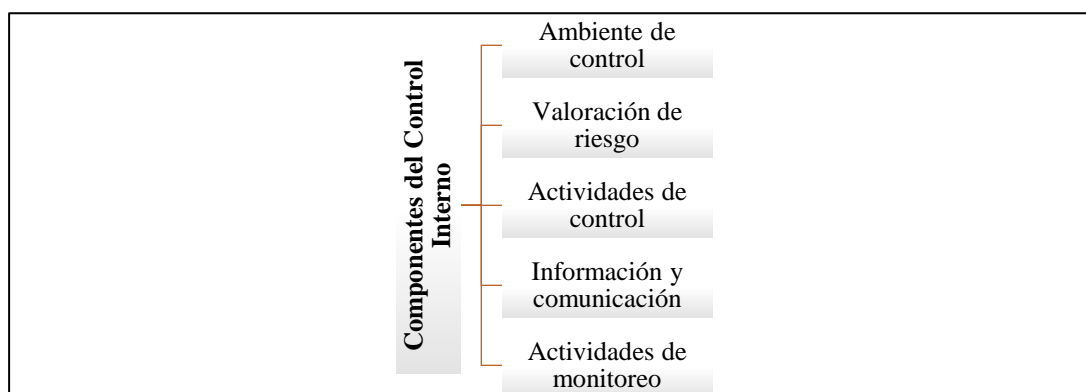 Componentes del Control
Interno
Ambiente de
control
Valoración de
riesgo
Actividades de
control
Información y
comunicación
Actividades de
monitoreo